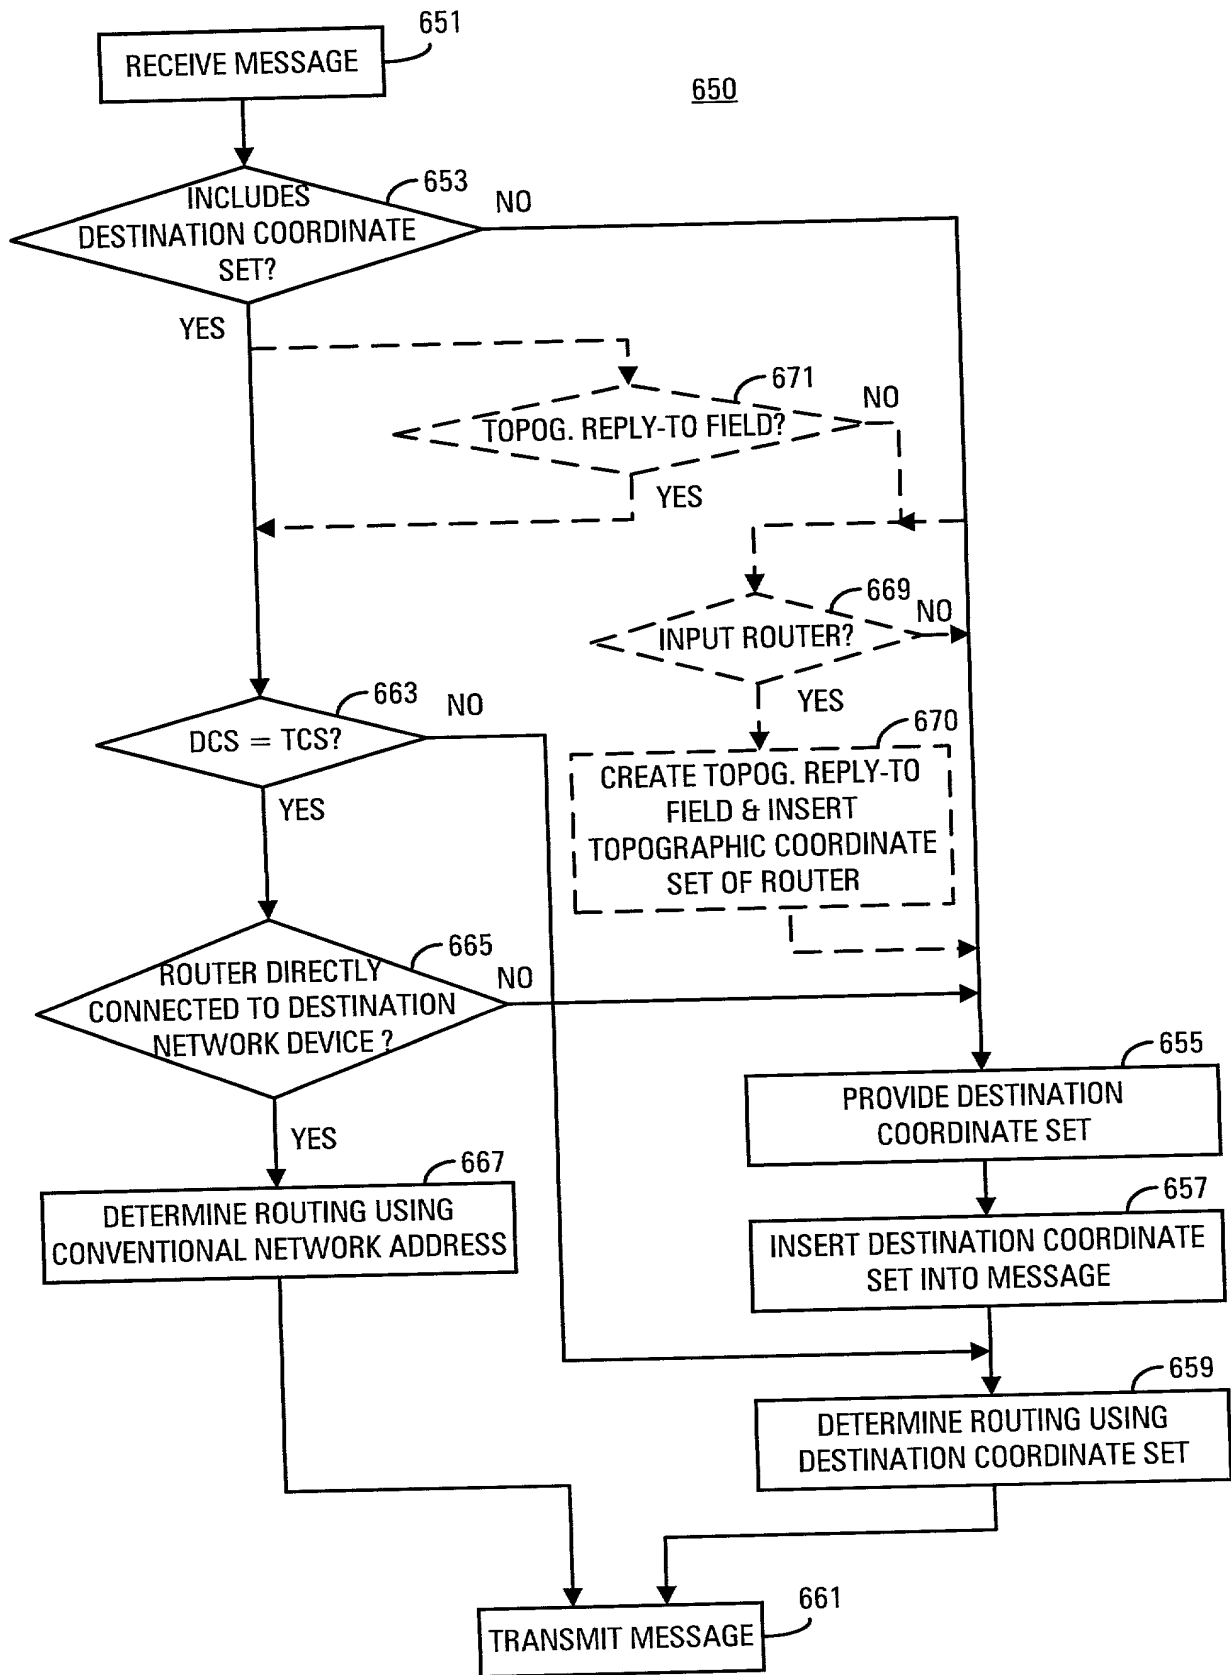 RECEIVE MESSAGE
651
650
INCLUDES
DESTINATION COORDINATE
SET?
653
NO
YES
TOPOG. REPLY-TO FIELD?
671
NO
YES
INPUT ROUTER?
669
NO
YES
DCS = TCS?
663
NO
YES
670
CREATE TOPOG. REPLY-TO
FIELD & INSERT
TOPOGRAPHIC COORDINATE
SET OF ROUTER
ROUTER DIRECTLY
CONNECTED TO DESTINATION
NETWORK DEVICE ?
665
NO
YES
655
PROVIDE DESTINATION
COORDINATE SET
667
DETERMINE ROUTING USING
CONVENTIONAL NETWORK ADDRESS
657
INSERT DESTINATION COORDINATE
SET INTO MESSAGE
659
DETERMINE ROUTING USING
DESTINATION COORDINATE SET
661
TRANSMIT MESSAGE